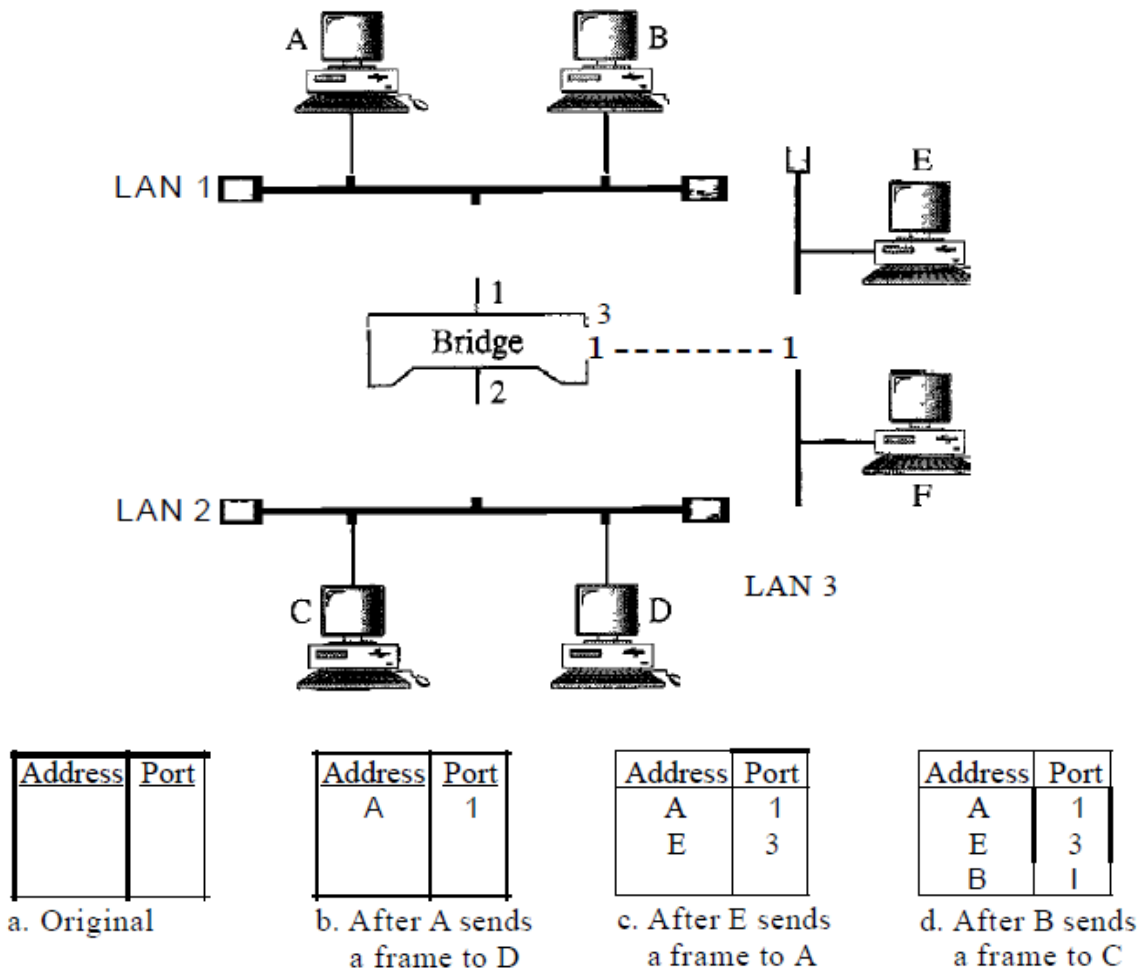 A
B
LAN 1
E
1
3
Bridge
1 - - - - - - - - 1
2
F
LAN 2
LAN 3
C
D
Address Port
a. Original
Address Port
A 1
b. After A sends
a frame to D
Address Port
A 1
E 3
c. After E sends
a frame to A
Address Port
A 1
E 3
B I
d. After B sends
a frame to C